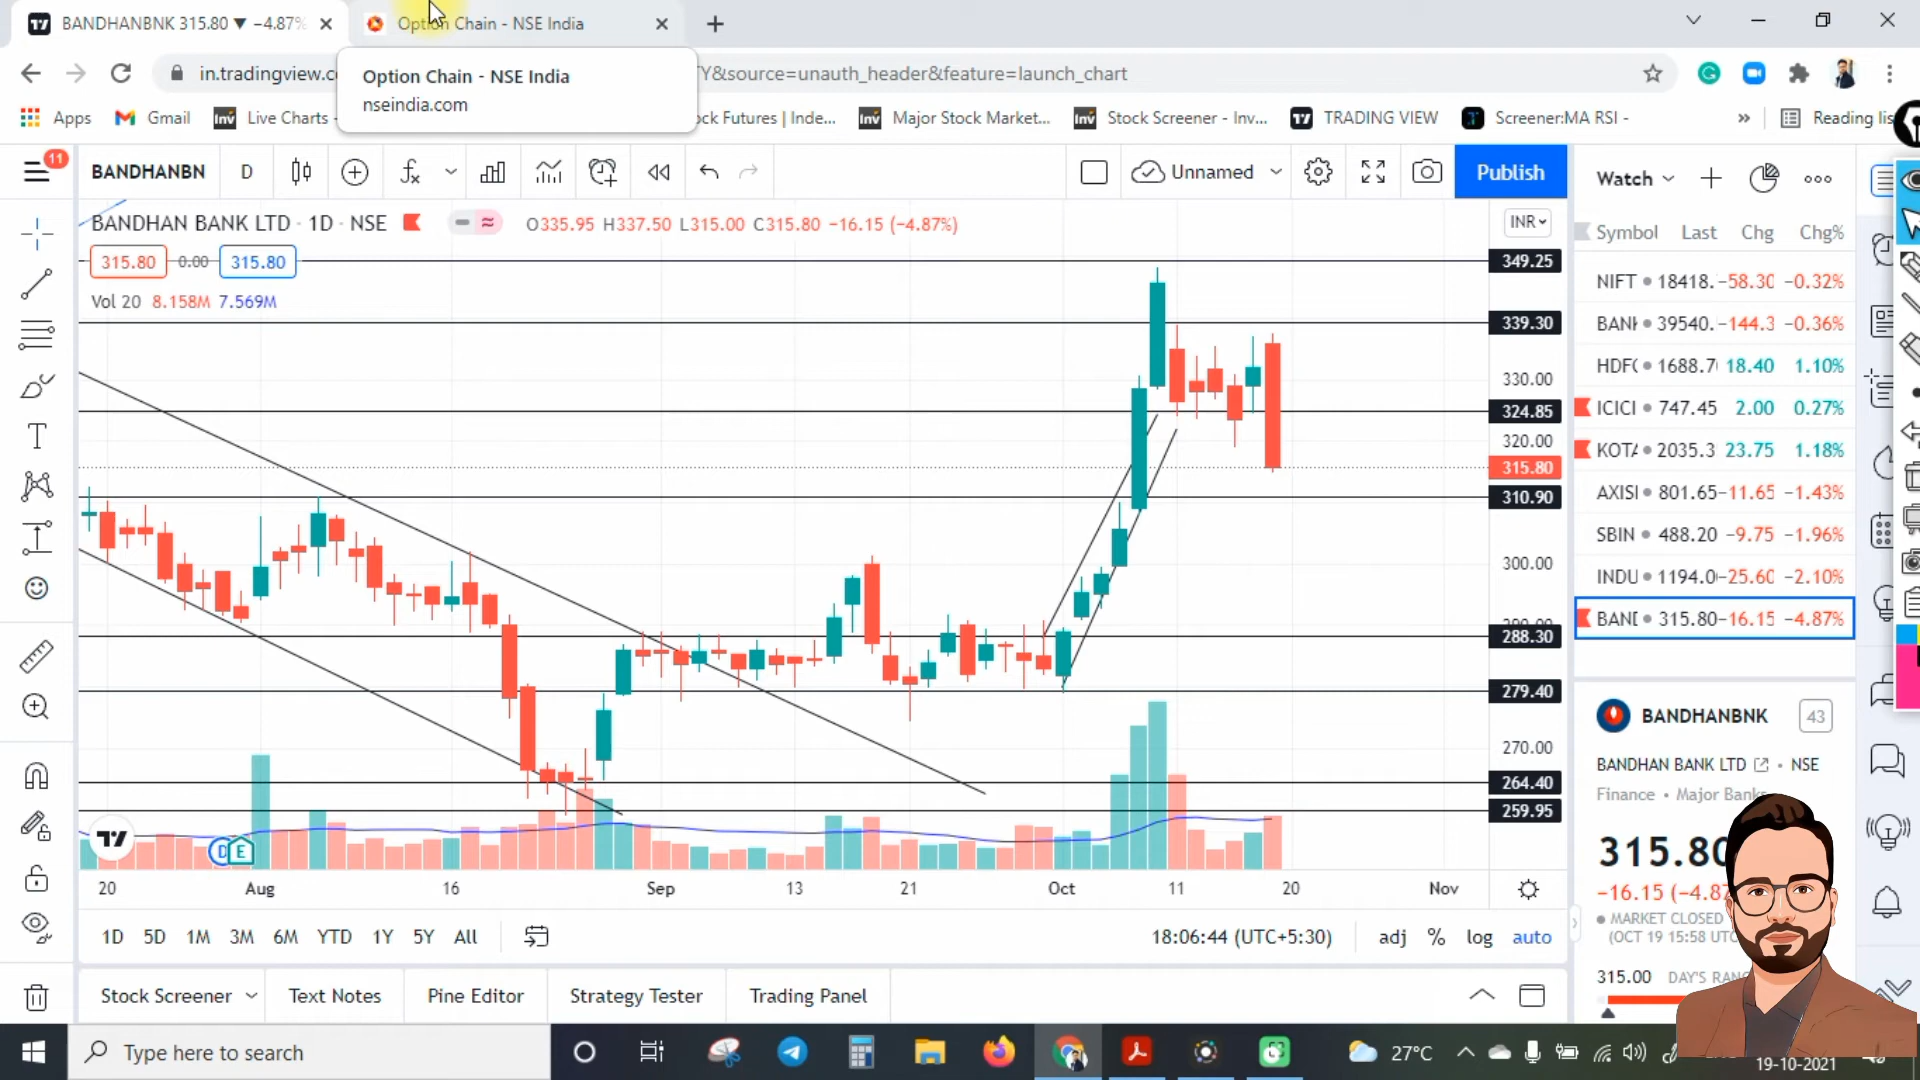 BANDHANBNK 315.80 ▼ −4.87%
Option Chain - NSE India
in.tradingview.c
Y&source=unauth_header&feature=launch_chart
Option Chain - NSE India
nseindia.com
Apps
Gmail
Live Charts -
ck Futures | Inde...
Major Stock Market...
Stock Screener - Inv...
TRADING VIEW
Screener:MA RSI -
»
Reading lis
11
BANDHANBN
D
Unnamed
Publish
Watch
BANDHAN BANK LTD · 1D · NSE
O335.95 H337.50 L315.00 C315.80 −16.15 (−4.87%)
INR
315.80
0.00
315.80
Vol 20 8.158M 7.569M
349.25
339.30
330.00
324.85
320.00
315.80
310.90
300.00
288.30
279.40
270.00
264.40
259.95
Symbol Last Chg Chg%
NIFT 18418. −58.30 −0.32%
BANK 39540. −144.3 −0.36%
HDFC 1688.70 18.40 1.10%
ICICI 747.45 2.00 0.27%
KOTA 2035.3 23.75 1.18%
AXISI 801.65 −11.65 −1.43%
SBIN 488.20 −9.75 −1.96%
INDU 1194.0 −25.60 −2.10%
BAND 315.80 −16.15 −4.87%
BANDHANBNK
43
BANDHAN BANK LTD • NSE
Finance • Major Banks
315.80
−16.15 (−4.87
MARKET CLOSED
(OCT 19 15:58 UTC
315.00 DAY'S RAN
D E
20 Aug 16 Sep 13 21 Oct 11 20 Nov
1D 5D 1M 3M 6M YTD 1Y 5Y All
18:06:44 (UTC+5:30)
adj % log auto
Stock Screener
Text Notes
Pine Editor
Strategy Tester
Trading Panel
Type here to search
27°C
19-10-2021